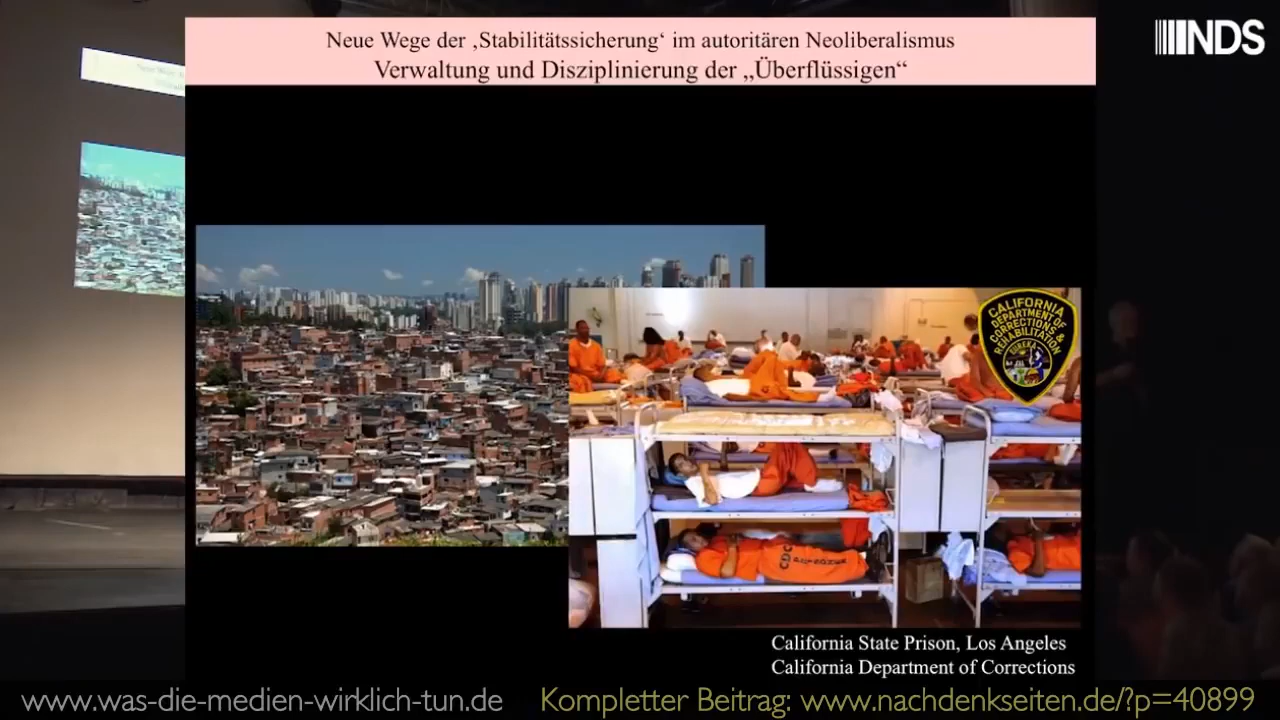 NDS
Neue Wege der ‚Stabilitätssicherung‘ im autoritären Neoliberalismus
Verwaltung und Disziplinierung der „Überflüssigen“
CALIFORNIA
DEPARTMENT OF
CORRECTIONS &
REHABILITATION
EUREKA
CDC
California State Prison, Los Angeles
California Department of Corrections
www.was-die-medien-wirklich-tun.de Kompletter Beitrag: www.nachdenkseiten.de/?p=40899